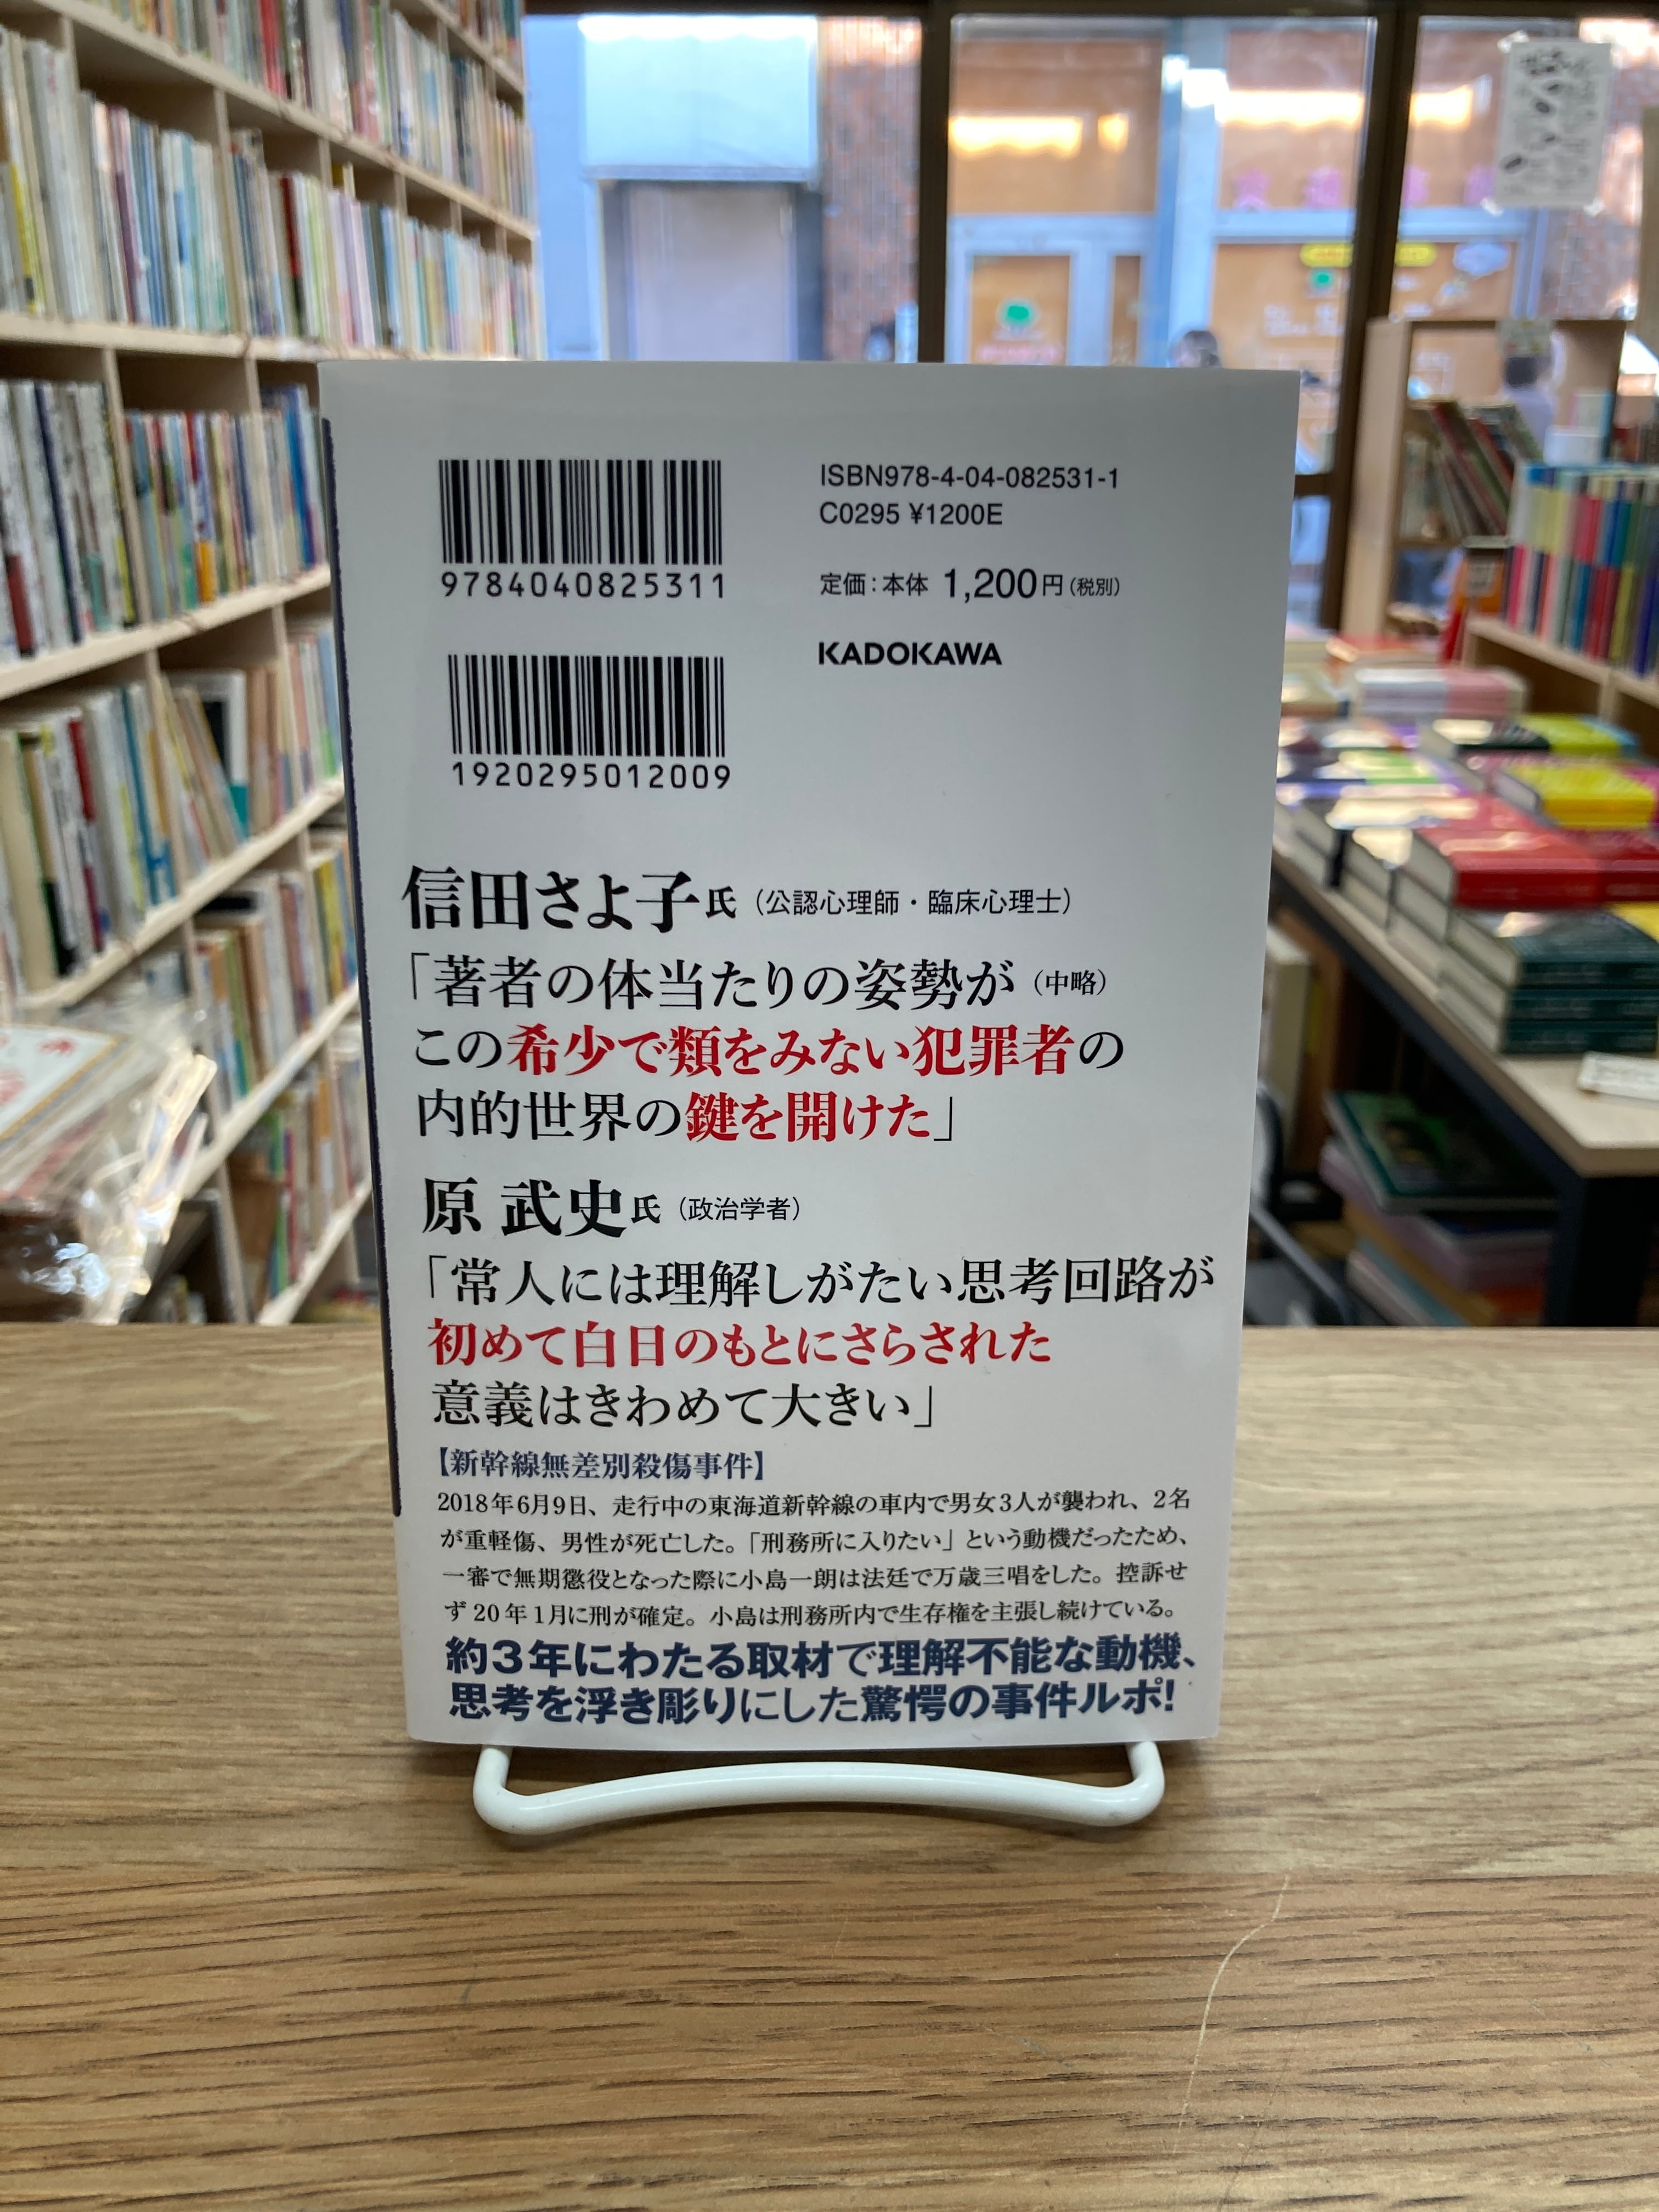 9784040825311
ISBN978-4-04-082531-1
C0295 ¥1200E
定価：本体 1,200円（税別）
KADOKAWA
1920295012009
信田さよ子氏（公認心理師・臨床心理士）
「著者の体当たりの姿勢が（中略）
この希少で類をみない犯罪者の
内的世界の鍵を開けた」
原 武史氏（政治学者）
「常人には理解しがたい思考回路が
初めて白日のもとにさらされた
意義はきわめて大きい」
【新幹線無差別殺傷事件】
2018年6月9日、走行中の東海道新幹線の車内で男女3人が襲われ、2名
が重軽傷、男性が死亡した。「刑務所に入りたい」という動機だったため、
一審で無期懲役となった際に小島一朗は法廷で万歳三唱をした。控訴せ
ず20年1月に刑が確定。小島は刑務所内で生存権を主張し続けている。
約3年にわたる取材で理解不能な動機、
思考を浮き彫りにした驚愕の事件ルポ！